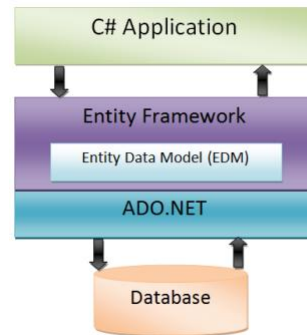 C# Application
Entity Framework
Entity Data Model (EDM)
ADO.NET
Database